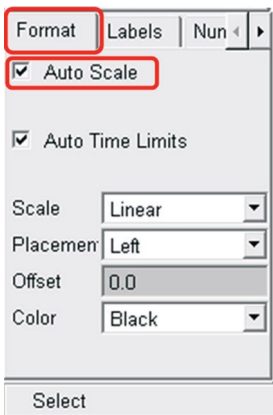 Format Labels Nun
Auto Scale
Auto Time Limits
Scale Linear
Placemen Left
Offset 0.0
Color Black
Select